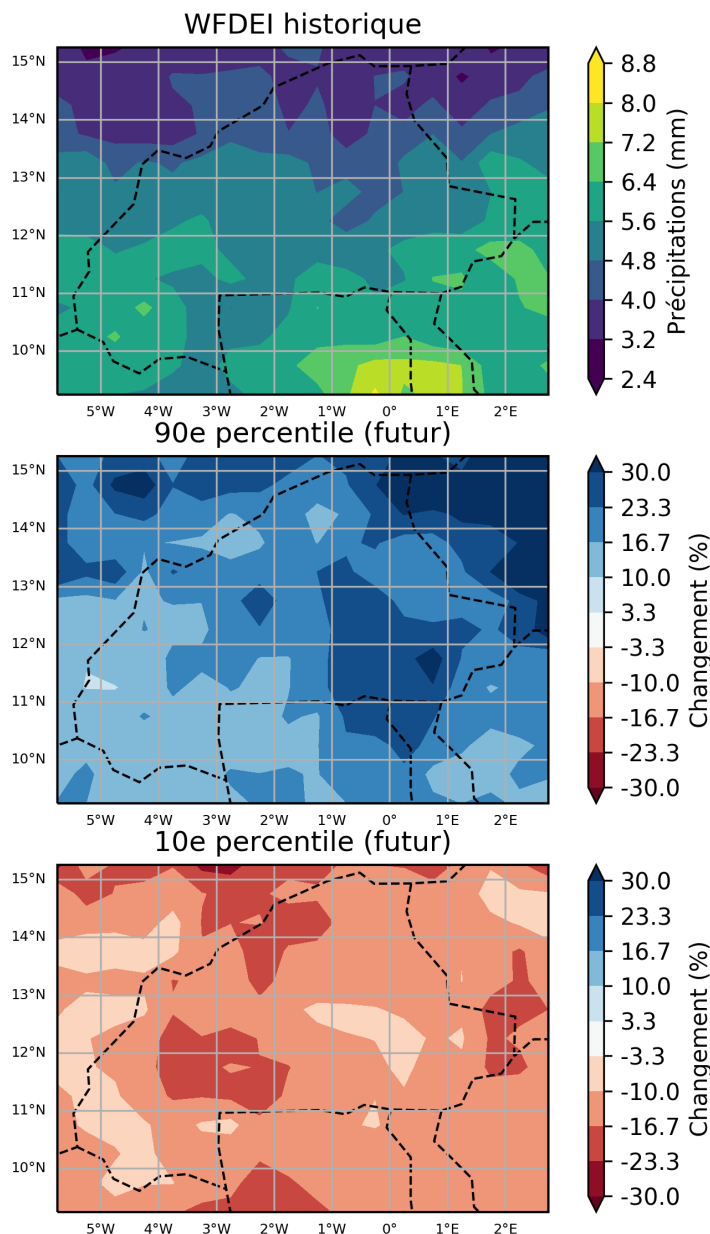 WFDEI historique
15°N
14°N
13°N
12°N
11°N
10°N
5°W 4°W 3°W 2°W 1°W 0° 1°E 2°E
8.8
8.0
7.2
6.4
5.6
4.8
4.0
3.2
2.4
Précipitations (mm)
90e percentile (futur)
15°N
14°N
13°N
12°N
11°N
10°N
5°W 4°W 3°W 2°W 1°W 0° 1°E 2°E
30.0
23.3
16.7
10.0
3.3
-3.3
-10.0
-16.7
-23.3
-30.0
Changement (%)
10e percentile (futur)
15°N
14°N
13°N
12°N
11°N
10°N
5°W 4°W 3°W 2°W 1°W 0° 1°E 2°E
30.0
23.3
16.7
10.0
3.3
-3.3
-10.0
-16.7
-23.3
-30.0
Changement (%)